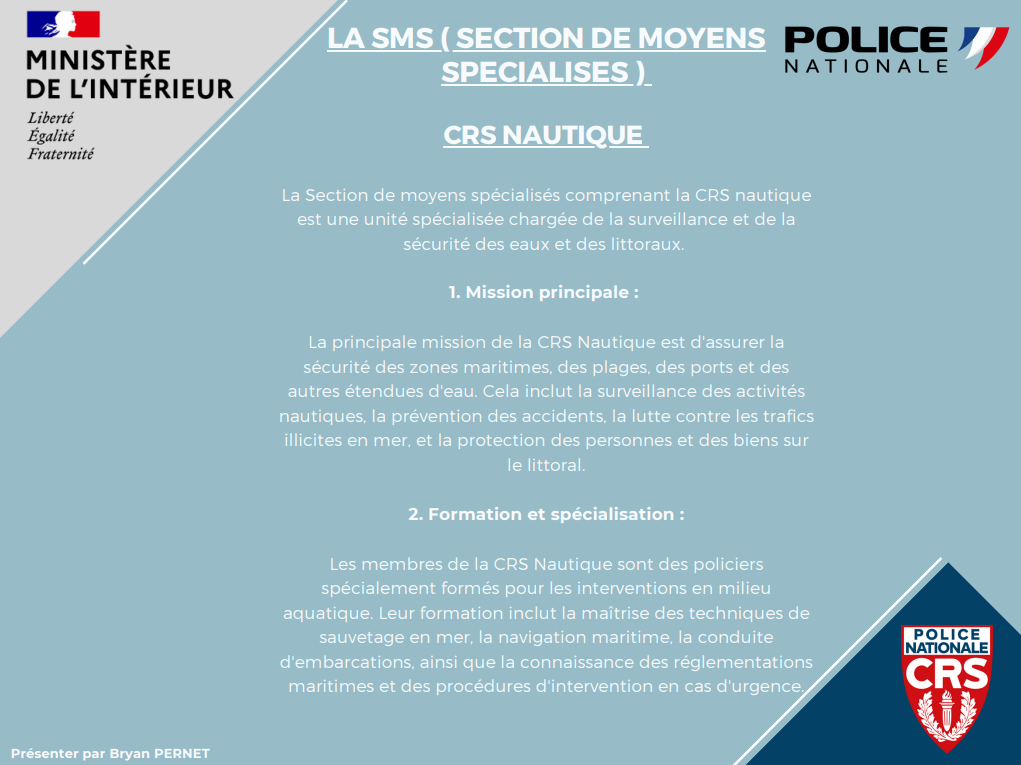 MINISTÈRE
DE L'INTÉRIEUR
Liberté
Égalité
Fraternité
LA SMS ( SECTION DE MOYENS
SPECIALISES )
POLICE
NATIONALE
CRS NAUTIQUE
La Section de moyens spécialisés comprenant la CRS nautique
est une unité spécialisée chargée de la surveillance et de la
sécurité des eaux et des littoraux.
1. Mission principale :
La principale mission de la CRS Nautique est d'assurer la
sécurité des zones maritimes, des plages, des ports et des
autres étendues d'eau. Cela inclut la surveillance des activités
nautiques, la prévention des accidents, la lutte contre les trafics
illicites en mer, et la protection des personnes et des biens sur
le littoral.
2. Formation et spécialisation :
Les membres de la CRS Nautique sont des policiers
spécialement formés pour les interventions en milieu
aquatique. Leur formation inclut la maîtrise des techniques de
sauvetage en mer, la navigation maritime, la conduite
d'embarcations, ainsi que la connaissance des réglementations
maritimes et des procédures d'intervention en cas d'urgence.
POLICE
NATIONALE
CRS
Présenter par Bryan PERNET